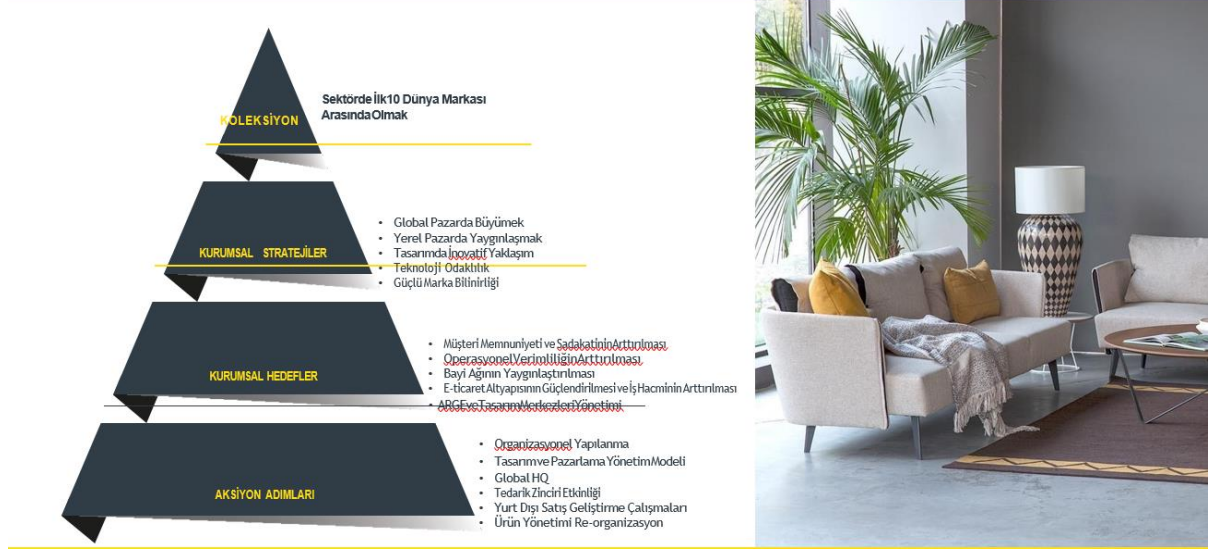 KOLEKSİYON
Sektörde İlk10 Dünya Markası
Arasında Olmak
KURUMSAL STRATEJİLER
• Global Pazarda Büyümek
• Yerel Pazarda Yaygınlaşmak
• Tasarımda İnovatif Yaklaşım
• Teknoloji Odaklılık
• Güçlü Marka Bilinirliği
KURUMSAL HEDEFLER
• Müşteri Memnuniyeti ve Sadakatinin Arttırılması
• Operasyonel Verimliliğin Arttırılması
• Bayi Ağının Yaygınlaştırılması
• E-ticaret Altyapısının Güçlendirilmesi ve İş Hacminin Arttırılması
• ARGE ve Tasarım Merkezleri Yönetimi
AKSİYON ADIMLARI
• Organizasyonel Yapılanma
• Tasarım ve Pazarlama Yönetim Modeli
• Global HQ
• Tedarik Zinciri Etkinliği
• Yurt Dışı Satış Geliştirme Çalışmaları
• Ürün Yönetimi Re-organizasyon